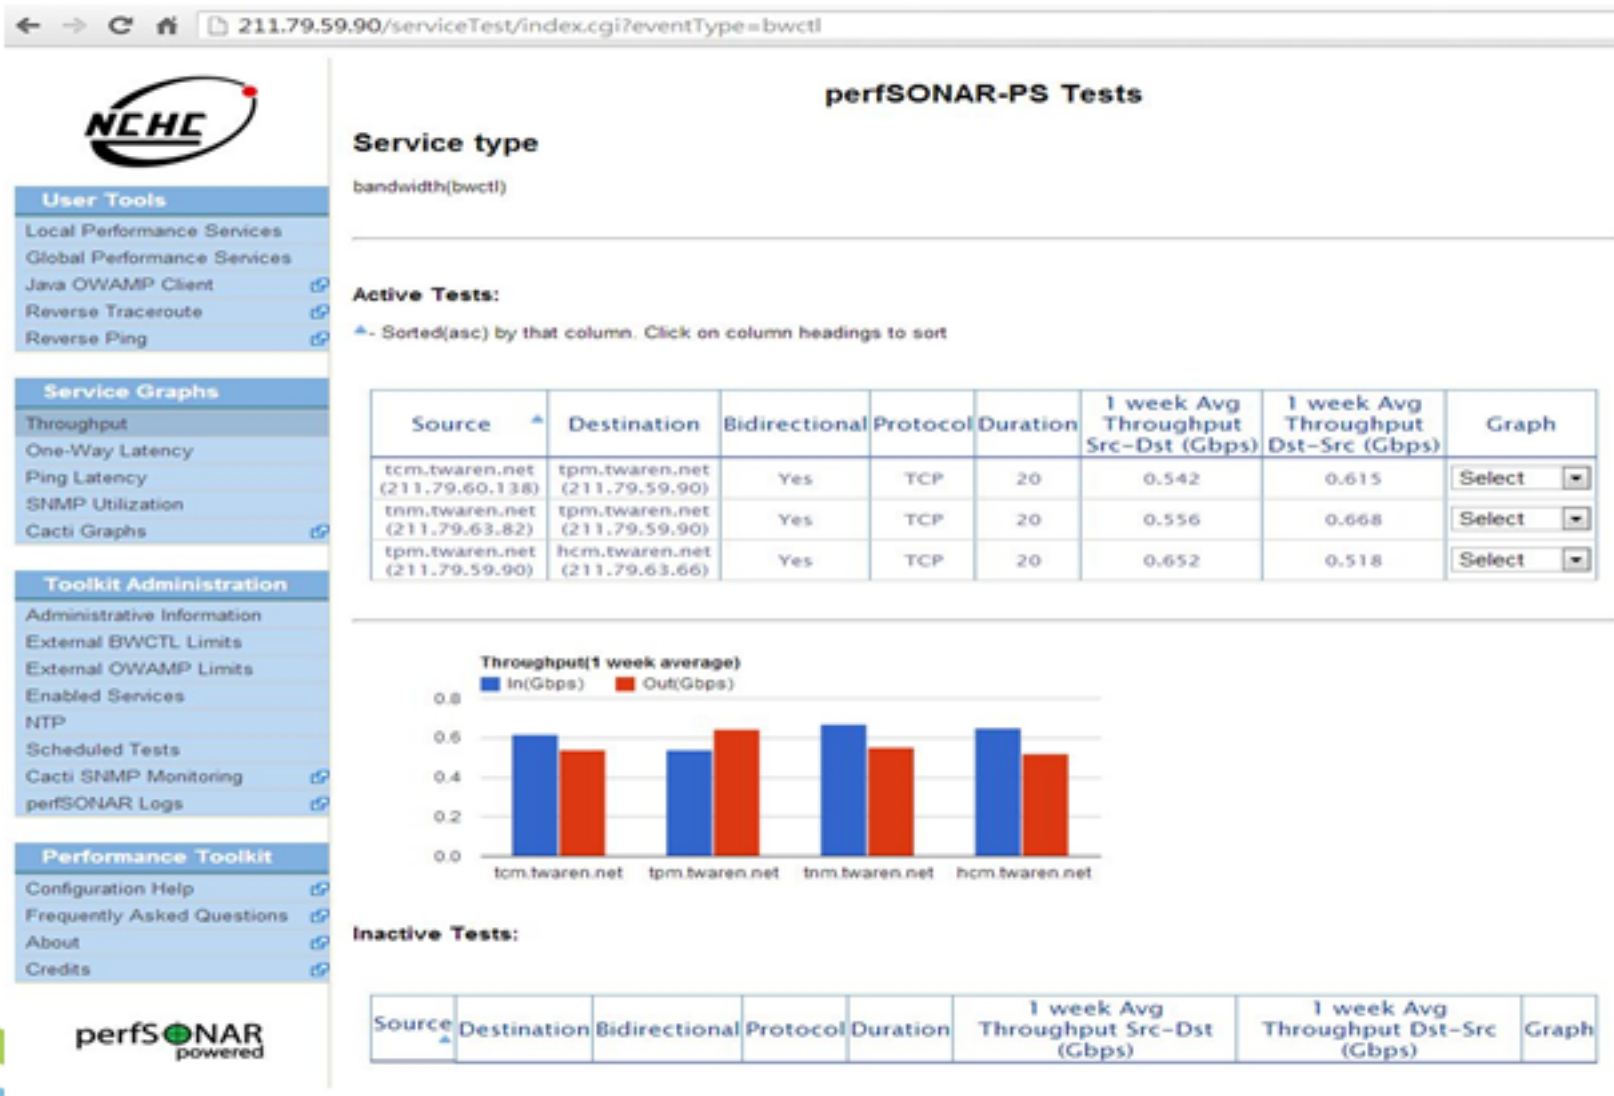 211.79.59.90/serviceTest/index.cgi?eventType=bwctl
NCHC
User Tools
Local Performance Services
Global Performance Services
Java OWAMP Client
Reverse Traceroute
Reverse Ping
Service Graphs
Throughput
One-Way Latency
Ping Latency
SNMP Utilization
Cacti Graphs
Toolkit Administration
Administrative Information
External BWCTL Limits
External OWAMP Limits
Enabled Services
NTP
Scheduled Tests
Cacti SNMP Monitoring
perfSONAR Logs
Performance Toolkit
Configuration Help
Frequently Asked Questions
About
Credits
perfSONAR
powered
perfSONAR-PS Tests
Service type
bandwidth(bwctl)
Active Tests:
- Sorted(asc) by that column. Click on column headings to sort
Source Destination Bidirectional Protocol Duration 1 week Avg Throughput Src-Dst (Gbps) 1 week Avg Throughput Dst-Src (Gbps) Graph
tcm.twaren.net (211.79.60.138) tpm.twaren.net (211.79.59.90) Yes TCP 20 0.542 0.615 Select
tnm.twaren.net (211.79.63.82) tpm.twaren.net (211.79.59.90) Yes TCP 20 0.556 0.668 Select
tpm.twaren.net (211.79.59.90) hcm.twaren.net (211.79.63.66) Yes TCP 20 0.652 0.518 Select
Throughput(1 week average)
In(Gbps) Out(Gbps)
0.8
0.6
0.4
0.2
0.0
tcm.twaren.net tpm.twaren.net tnm.twaren.net hcm.twaren.net
Inactive Tests:
Source Destination Bidirectional Protocol Duration 1 week Avg Throughput Src-Dst (Gbps) 1 week Avg Throughput Dst-Src (Gbps) Graph